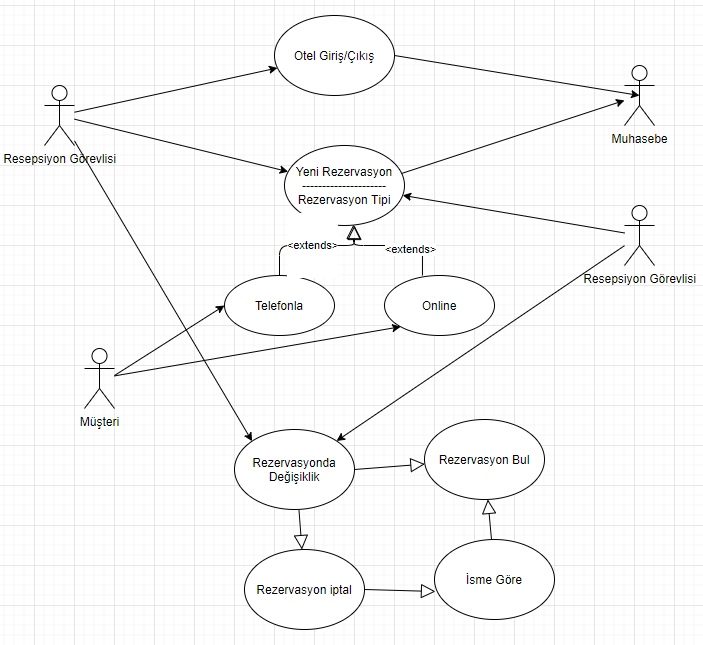 Otel Giriş/Çıkış
Resepsiyon Görevlisi
Muhasebe
Yeni Rezervasyon
---------------------
Rezervasyon Tipi
<extends>
<extends>
Resepsiyon Görevlisi
Telefonla
Online
Müşteri
Rezervasyonda
Değişiklik
Rezervasyon Bul
Rezervasyon iptal
İsme Göre